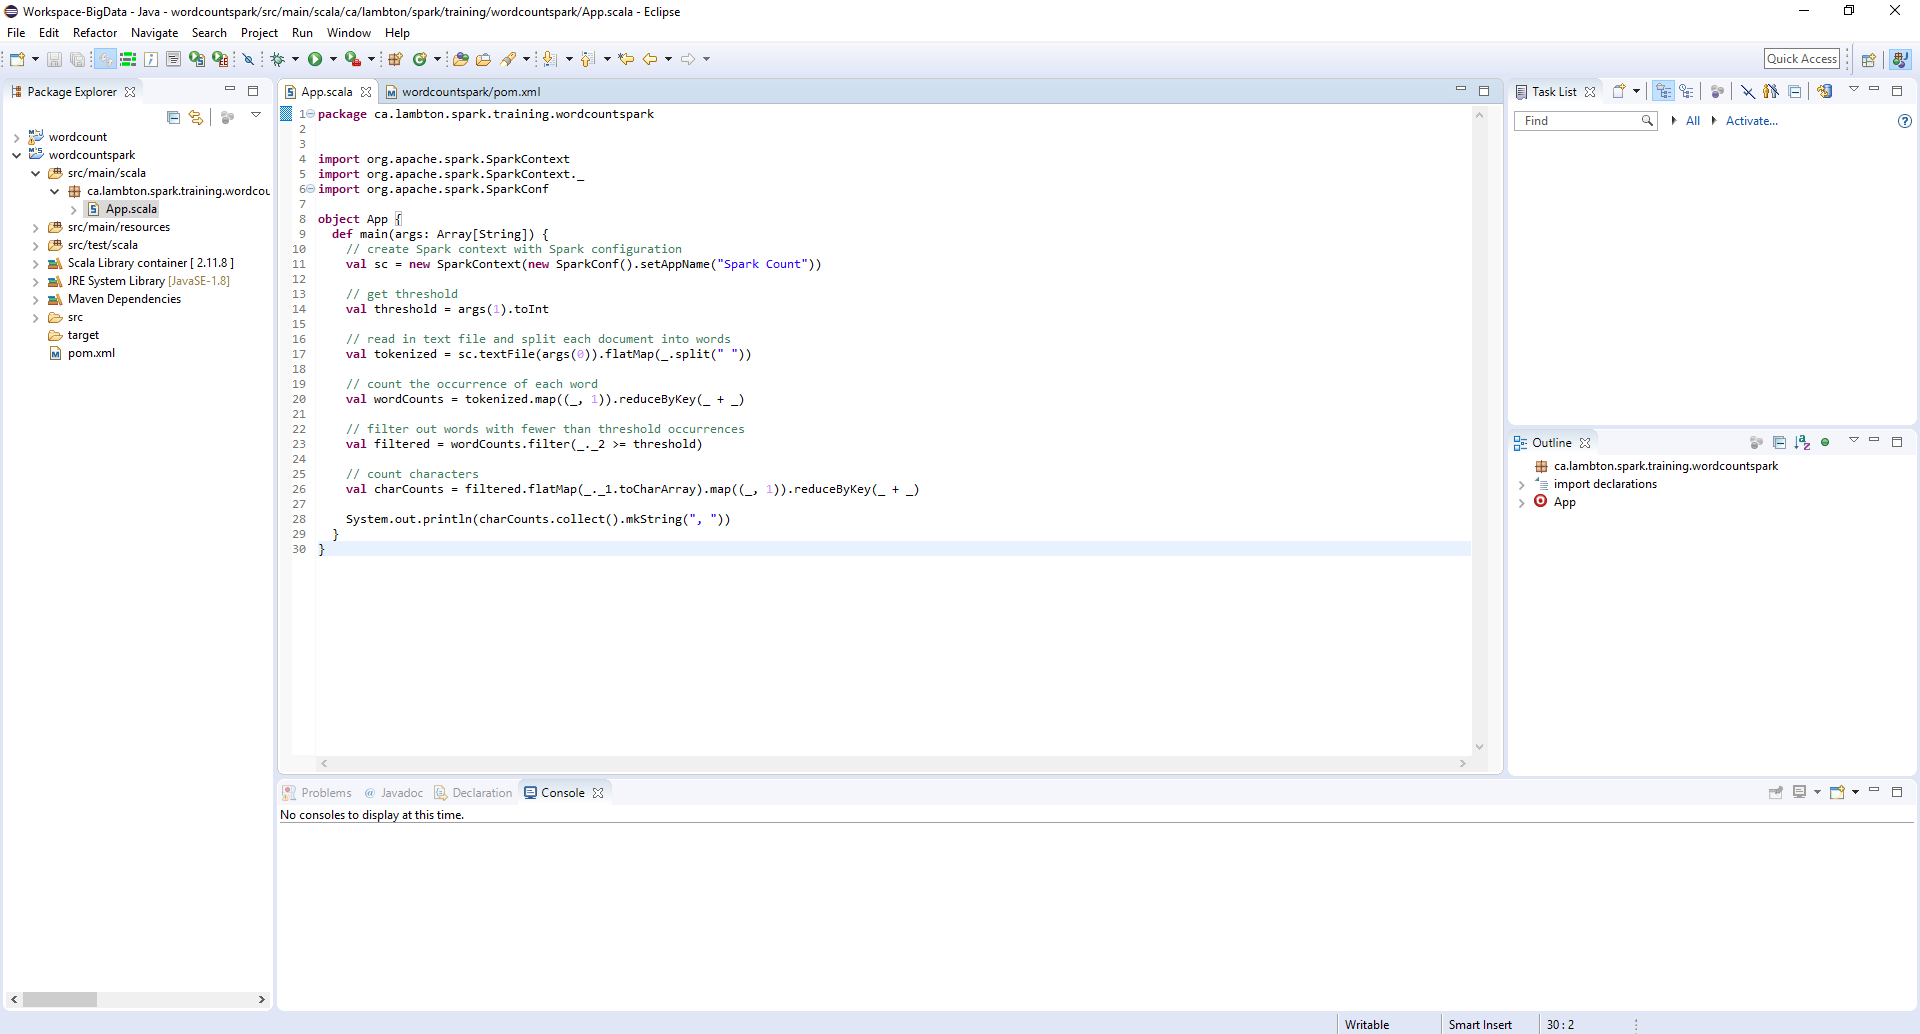 Workspace-BigData - Java - wordcountspark/src/main/scala/ca/lambton/spark/training/wordcountspark/App.scala - Eclipse
File Edit Refactor Navigate Search Project Run Window Help
Quick Access
Package Explorer
wordcount
wordcountspark
src/main/scala
ca.lambton.spark.training.wordcou
App.scala
src/main/resources
src/test/scala
Scala Library container [ 2.11.8 ]
JRE System Library [JavaSE-1.8]
Maven Dependencies
src
target
pom.xml
App.scala wordcountspark/pom.xml
1 package ca.lambton.spark.training.wordcountspark
2
3
4 import org.apache.spark.SparkContext
5 import org.apache.spark.SparkContext._
6 import org.apache.spark.SparkConf
7
8 object App {
9 def main(args: Array[String]) {
10 // create Spark context with Spark configuration
11 val sc = new SparkContext(new SparkConf().setAppName("Spark Count"))
12
13 // get threshold
14 val threshold = args(1).toInt
15
16 // read in text file and split each document into words
17 val tokenized = sc.textFile(args(0)).flatMap(_.split(" "))
18
19 // count the occurrence of each word
20 val wordCounts = tokenized.map((_, 1)).reduceByKey(_ + _)
21
22 // filter out words with fewer than threshold occurrences
23 val filtered = wordCounts.filter(_._2 >= threshold)
24
25 // count characters
26 val charCounts = filtered.flatMap(_._1.toCharArray).map((_, 1)).reduceByKey(_ + _)
27
28 System.out.println(charCounts.collect().mkString(", "))
29 }
30 }
Task List
Find All Activate...
Outline
ca.lambton.spark.training.wordcountspark
import declarations
App
Problems @ Javadoc Declaration Console
No consoles to display at this time.
Writable Smart Insert 30 : 2